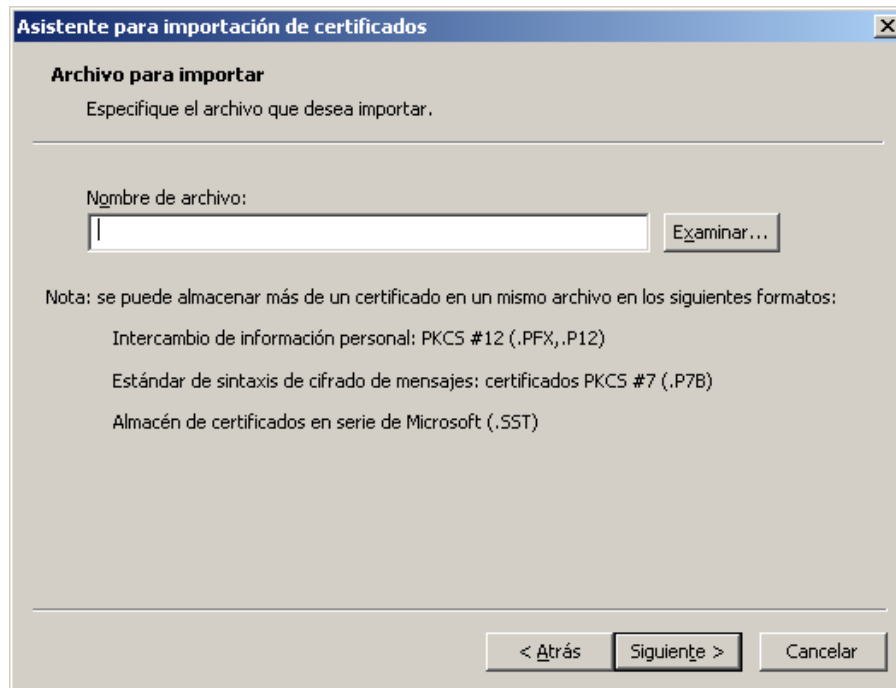 Asistente para importación de certificados
Archivo para importar
Especifique el archivo que desea importar.
Nombre de archivo:
Examinar...
Nota: se puede almacenar más de un certificado en un mismo archivo en los siguientes formatos:
Intercambio de información personal: PKCS #12 (.PFX,.P12)
Estándar de sintaxis de cifrado de mensajes: certificados PKCS #7 (.P7B)
Almacén de certificados en serie de Microsoft (.SST)
< Atrás Siguiente > Cancelar